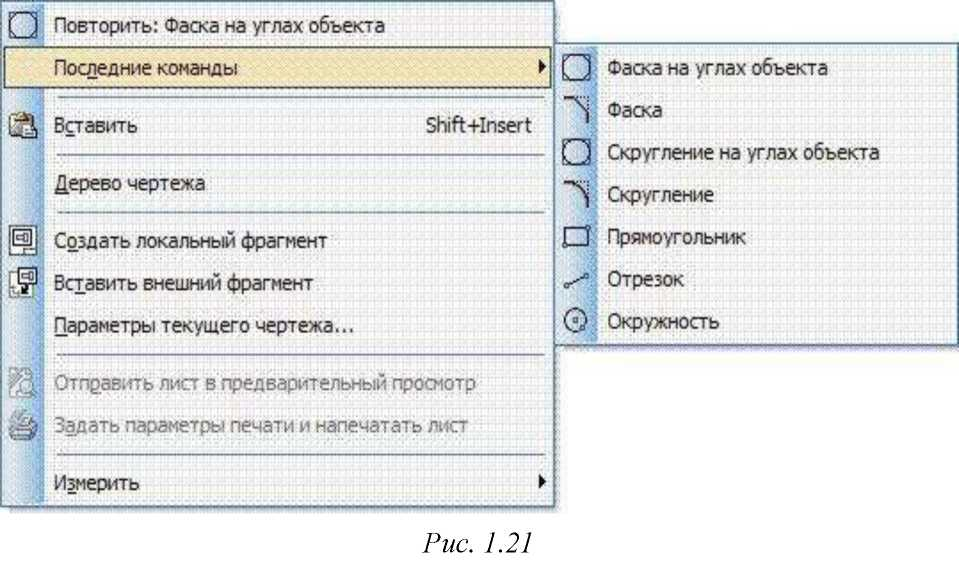 Повторить: Фаска на углах объекта
Последние команды
Вставить Shift+Insert
Дерево чертежа
Создать локальный фрагмент
Вставить внешний фрагмент
Параметры текущего чертежа...
Отправить лист в предварительный просмотр
Задать параметры печати и напечатать лист
Измерить
Фаска на углах объекта
Фаска
Скругление на углах объекта
Скругление
Прямоугольник
Отрезок
Окружность
Рис. 1.21